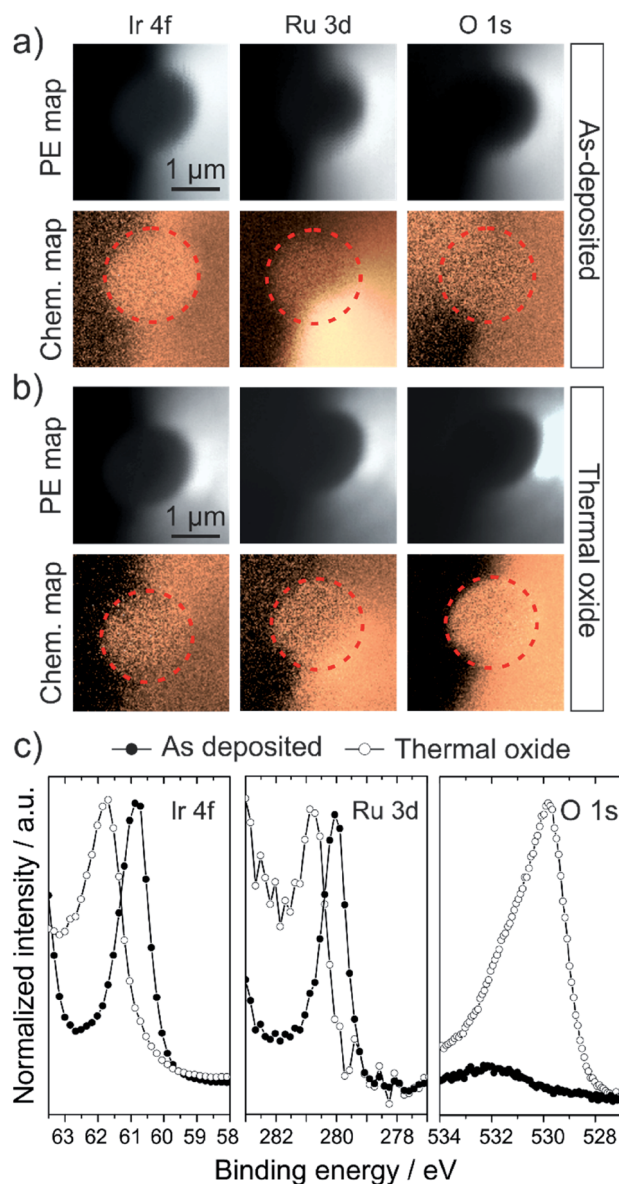 Ir 4f Ru 3d O 1s
a)
PE map
1 µm
Chem. map
As-deposited
b)
PE map
1 µm
Chem. map
Thermal oxide
c)
As deposited Thermal oxide
Ir 4f Ru 3d O 1s
Normalized intensity / a.u.
63 62 61 59 58 282 280 278 534 532 530 528
Binding energy / eV